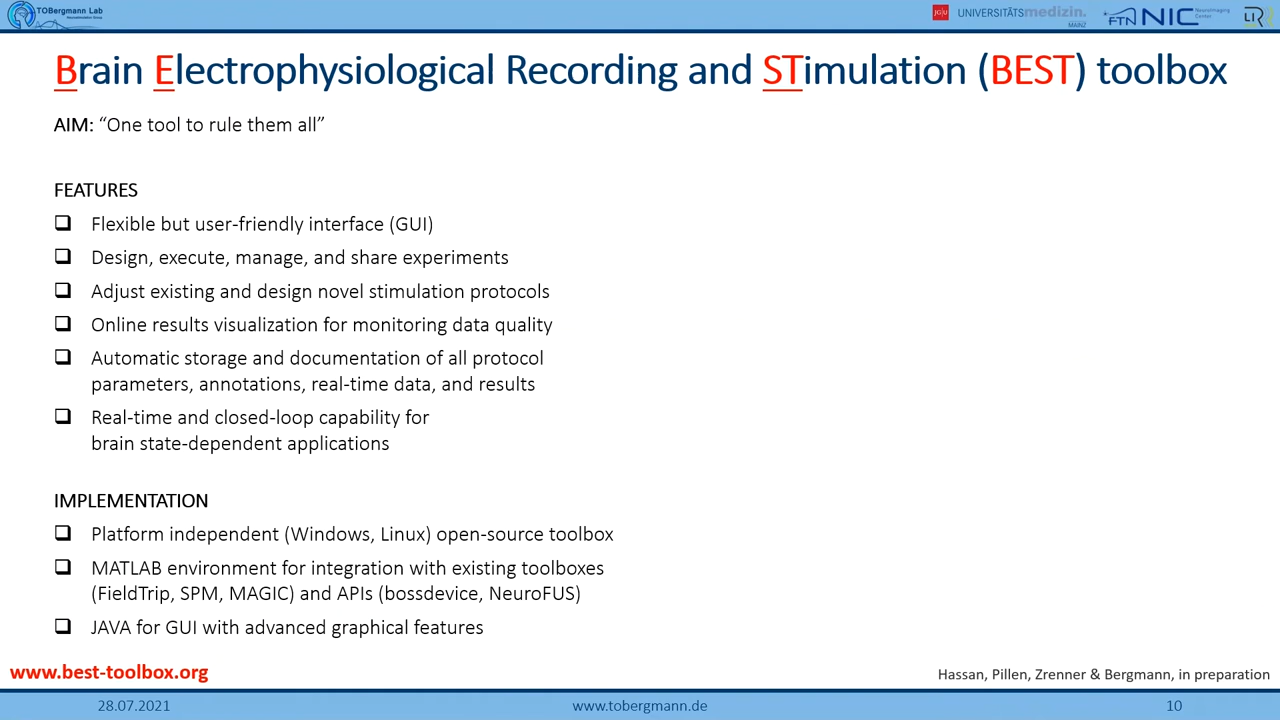 TOBergmann Lab
Neurostimulation Group
JG|U UNIVERSITÄTSmedizin.
MAINZ
FTN NIC NeuroImaging Center
LIR
Brain Electrophysiological Recording and STimulation (BEST) toolbox
AIM: “One tool to rule them all”
FEATURES
Flexible but user-friendly interface (GUI)
Design, execute, manage, and share experiments
Adjust existing and design novel stimulation protocols
Online results visualization for monitoring data quality
Automatic storage and documentation of all protocol
parameters, annotations, real-time data, and results
Real-time and closed-loop capability for
brain state-dependent applications
IMPLEMENTATION
Platform independent (Windows, Linux) open-source toolbox
MATLAB environment for integration with existing toolboxes
(FieldTrip, SPM, MAGIC) and APIs (bossdevice, NeuroFUS)
JAVA for GUI with advanced graphical features
www.best-toolbox.org
Hassan, Pillen, Zrenner & Bergmann, in preparation
28.07.2021
www.tobergmann.de
10